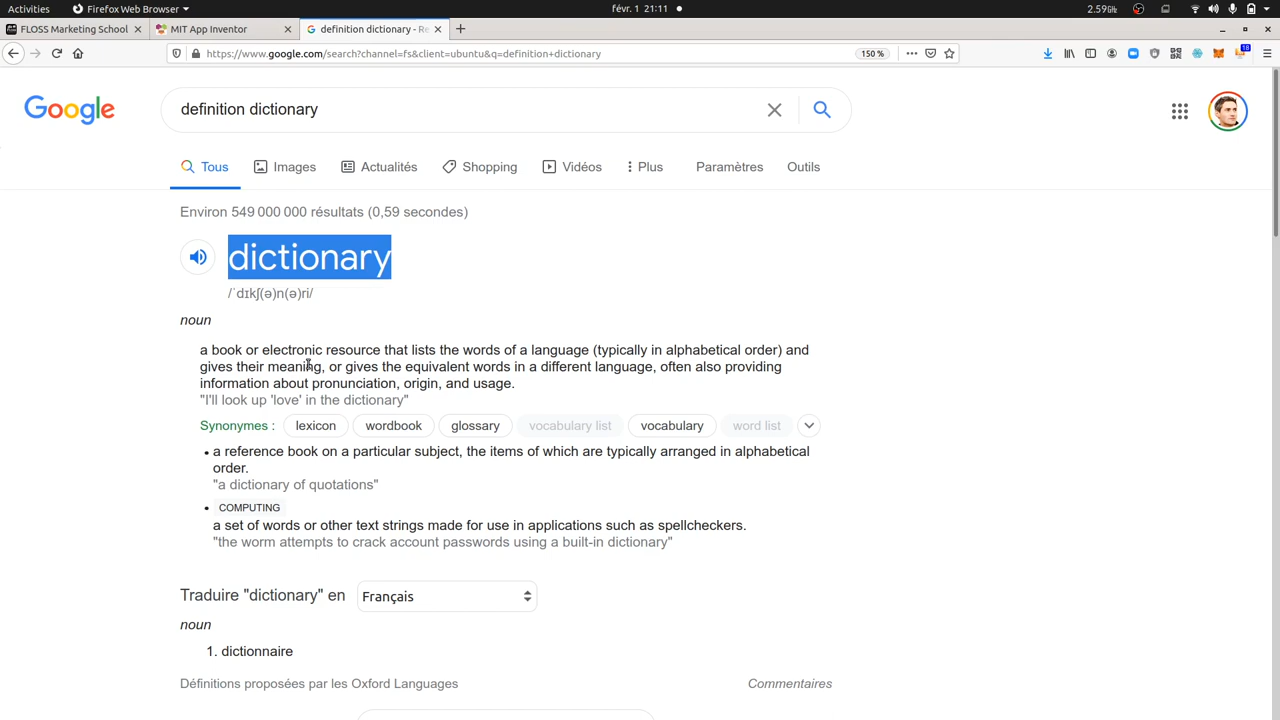 Activities Firefox Web Browser févr. 1 21:11 2.59 GHz
FLOSS Marketing School MIT App Inventor definition dictionary - Re
https://www.google.com/search?channel=fs&client=ubuntu&q=definition+dictionary 150 % 18
Google definition dictionary
Tous Images Actualités Shopping Vidéos Plus Paramètres Outils
Environ 549 000 000 résultats (0,59 secondes)
dictionary
/ˈdɪkʃ(ə)n(ə)ri/
noun
a book or electronic resource that lists the words of a language (typically in alphabetical order) and
gives their meaning, or gives the equivalent words in a different language, often also providing
information about pronunciation, origin, and usage.
"I'll look up 'love' in the dictionary"
Synonymes : lexicon wordbook glossary vocabulary list vocabulary word list
• a reference book on a particular subject, the items of which are typically arranged in alphabetical
order.
"a dictionary of quotations"
• COMPUTING
a set of words or other text strings made for use in applications such as spellcheckers.
"the worm attempts to crack account passwords using a built-in dictionary"
Traduire "dictionary" en Français
noun
1. dictionnaire
Définitions proposées par les Oxford Languages Commentaires